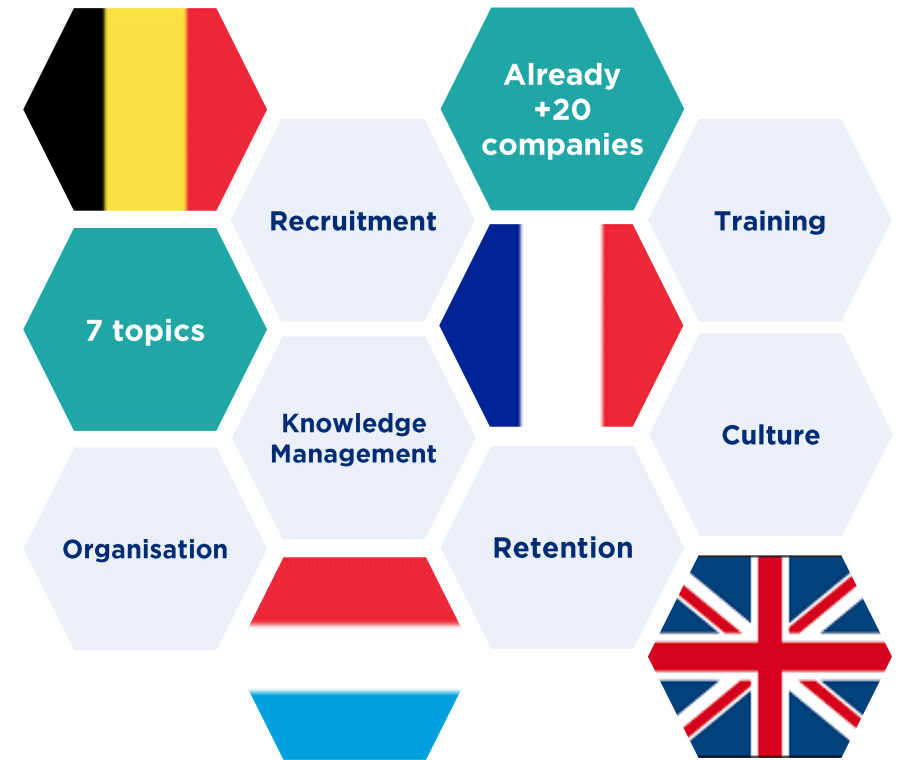 Already
+20
companies
Recruitment
Training
7 topics
Knowledge
Management
Culture
Organisation
Retention